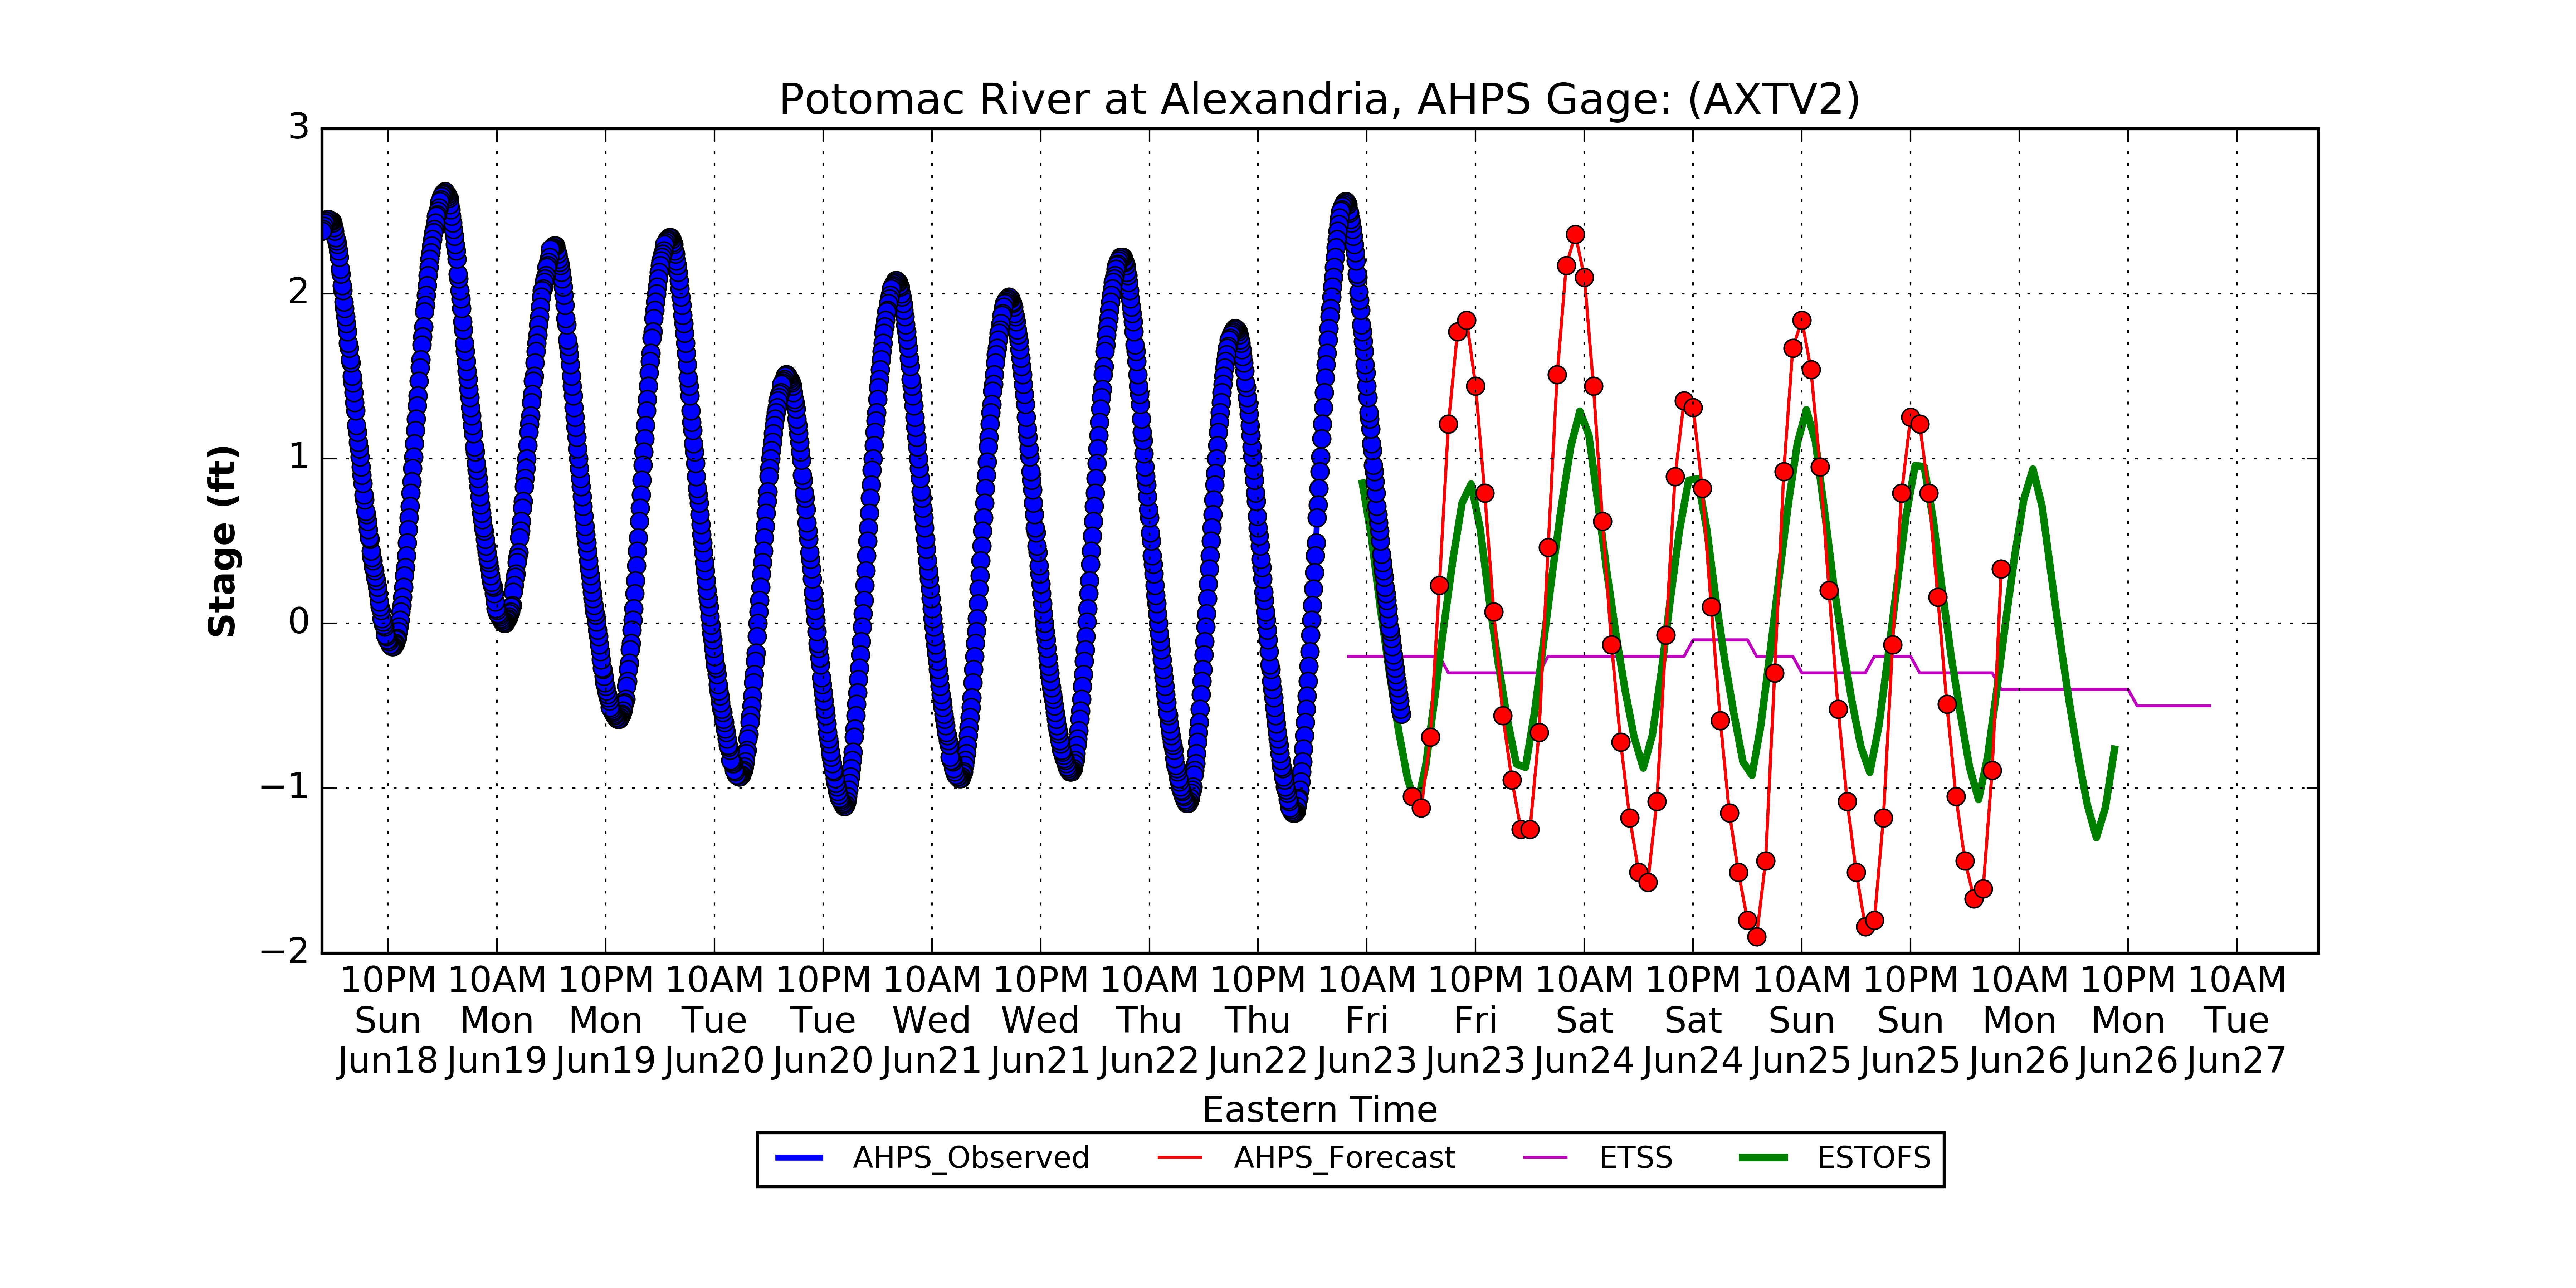 Potomac River at Alexandria, AHPS Gage: (AXTV2)
Stage (ft)
3
2
1
0
−1
−2
10PM 10AM 10PM 10AM 10PM 10AM 10PM 10AM 10PM 10AM 10PM 10AM 10PM 10AM 10PM 10AM 10PM 10AM
Sun Mon Mon Tue Tue Wed Wed Thu Thu Fri Fri Sat Sat Sun Sun Mon Mon Tue
Jun18 Jun19 Jun19 Jun20 Jun20 Jun21 Jun21 Jun22 Jun22 Jun23 Jun23 Jun24 Jun24 Jun25 Jun25 Jun26 Jun26 Jun27
Eastern Time
AHPS_Observed AHPS_Forecast ETSS ESTOFS